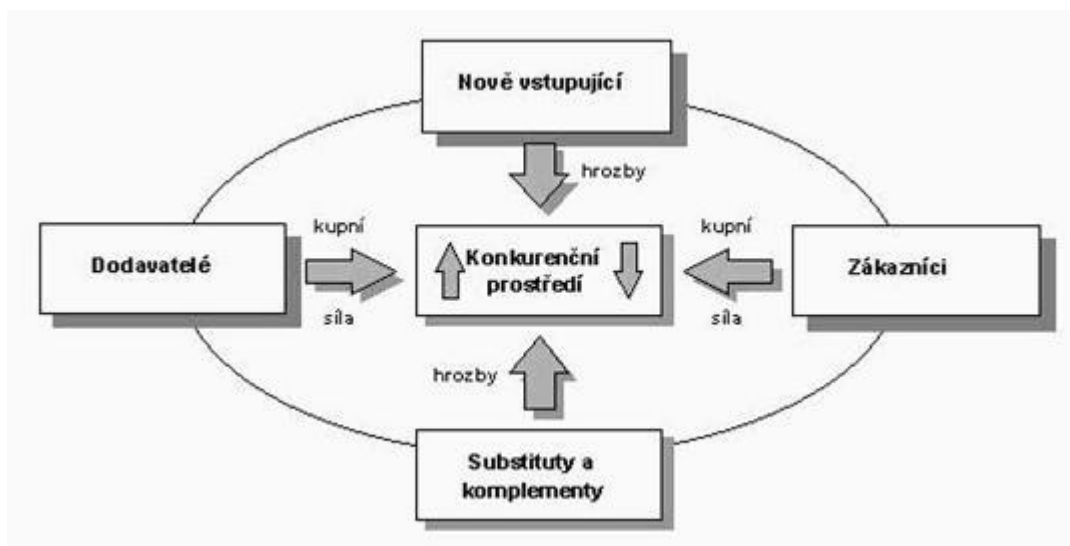 Nově vstupující
hrozby
kupní
Dodavatelé
síla
Konkurenční
prostředí
kupní
Zákazníci
síla
hrozby
Substituty a
komplementy